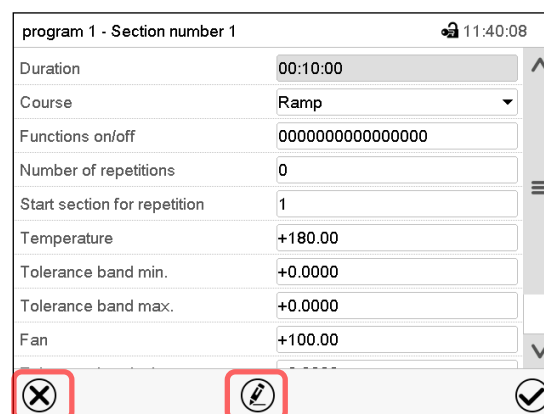 program 1 - Section number 1 11:40:08
Duration 00:10:00
Course Ramp
Functions on/off 0000000000000000
Number of repetitions 0
Start section for repetition 1
Temperature +180.00
Tolerance band min. +0.0000
Tolerance band max. +0.0000
Fan +100.00